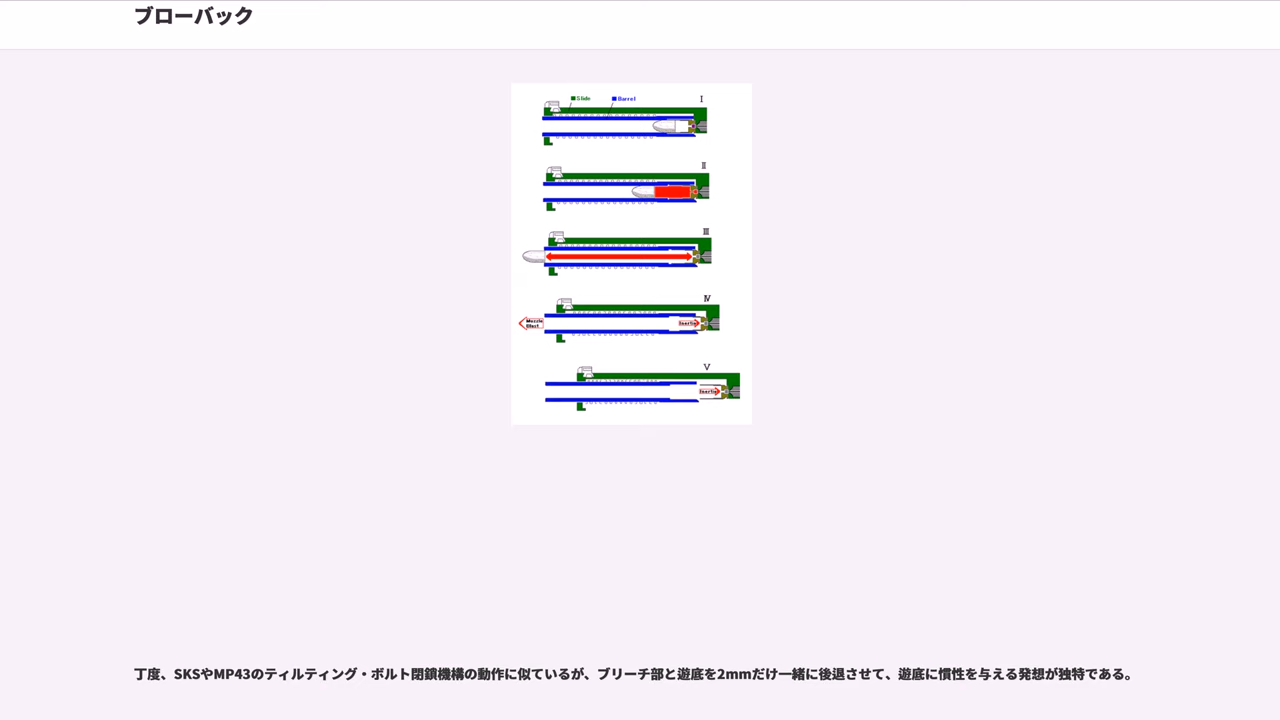 ブローバック
Slide
Barrel
I
II
III
IV
Muzzle
Blast
Inertia
V
Inertia
丁度、SKSやMP43のティルティング・ボルト閉鎖機構の動作に似ているが、ブリーチ部と遊底を2mmだけ一緒に後退させて、遊底に慣性を与える発想が独特である。